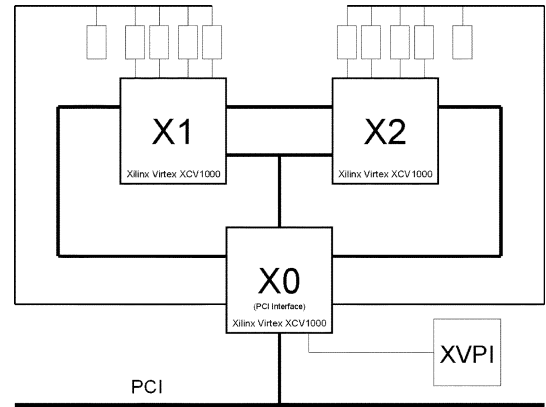 X1
Xilinx Virtex XCV1000
X2
Xilinx Virtex XCV1000
X0
(PCI Interface)
Xilinx Virtex XCV1000
XVPI
PCI